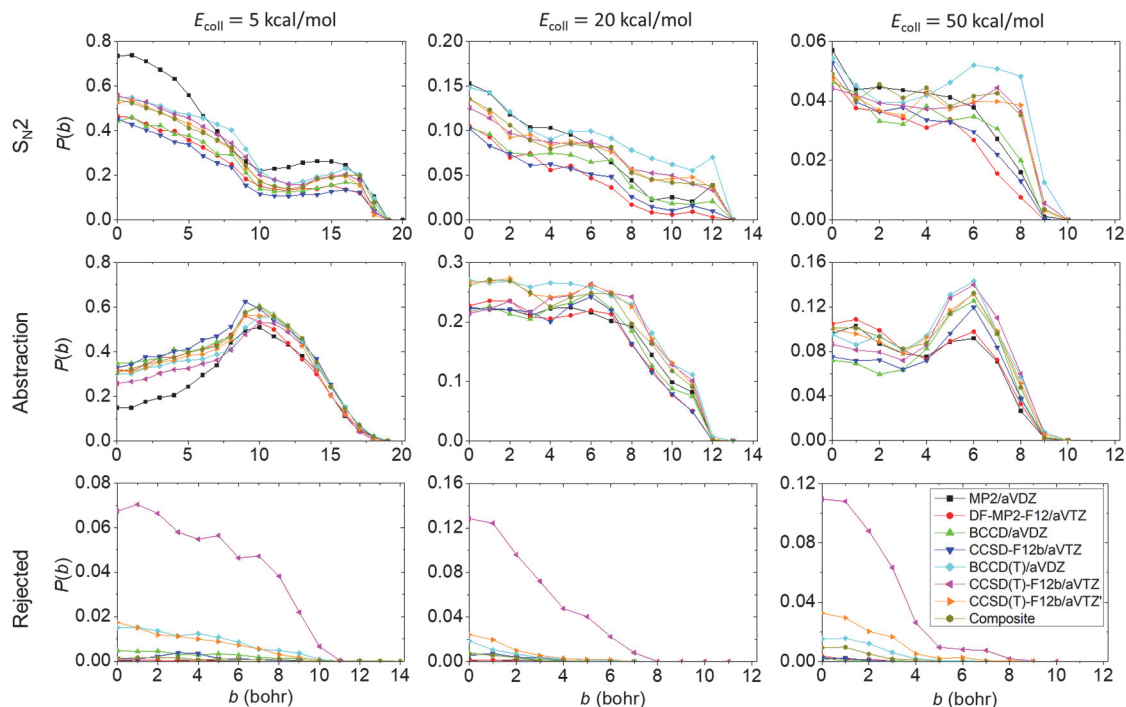 E_coll = 5 kcal/mol
E_coll = 20 kcal/mol
E_coll = 50 kcal/mol
S_N2
P(b)
0.8
0.6
0.4
0.2
0.0
0 5 10 15 20
0.20
0.15
0.10
0.05
0.00
0 2 4 6 8 10 12 14
0.06
0.04
0.02
0.00
0 2 4 6 8 10 12
Abstraction
P(b)
0.8
0.6
0.4
0.2
0.0
0 5 10 15 20
0.3
0.2
0.1
0.0
0 2 4 6 8 10 12 14
0.16
0.12
0.08
0.04
0.00
0 2 4 6 8 10 12
Rejected
P(b)
0.08
0.06
0.04
0.02
0.00
0 2 4 6 8 10 12 14
b (bohr)
0.16
0.12
0.08
0.04
0.00
0 2 4 6 8 10 12
b (bohr)
0.12
0.08
0.04
0.00
0 2 4 6 8 10 12
b (bohr)
MP2/aVDZ
DF-MP2-F12/aVTZ
BCCD/aVDZ
CCSD-F12b/aVTZ
BCCD(T)/aVDZ
CCSD(T)-F12b/aVTZ
CCSD(T)-F12b/aVTZ'
Composite